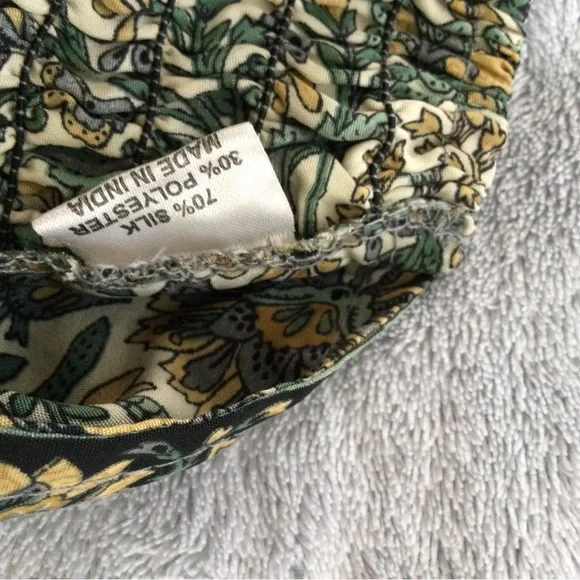 70% SILK
30% POLYESTER
MADE IN INDIA